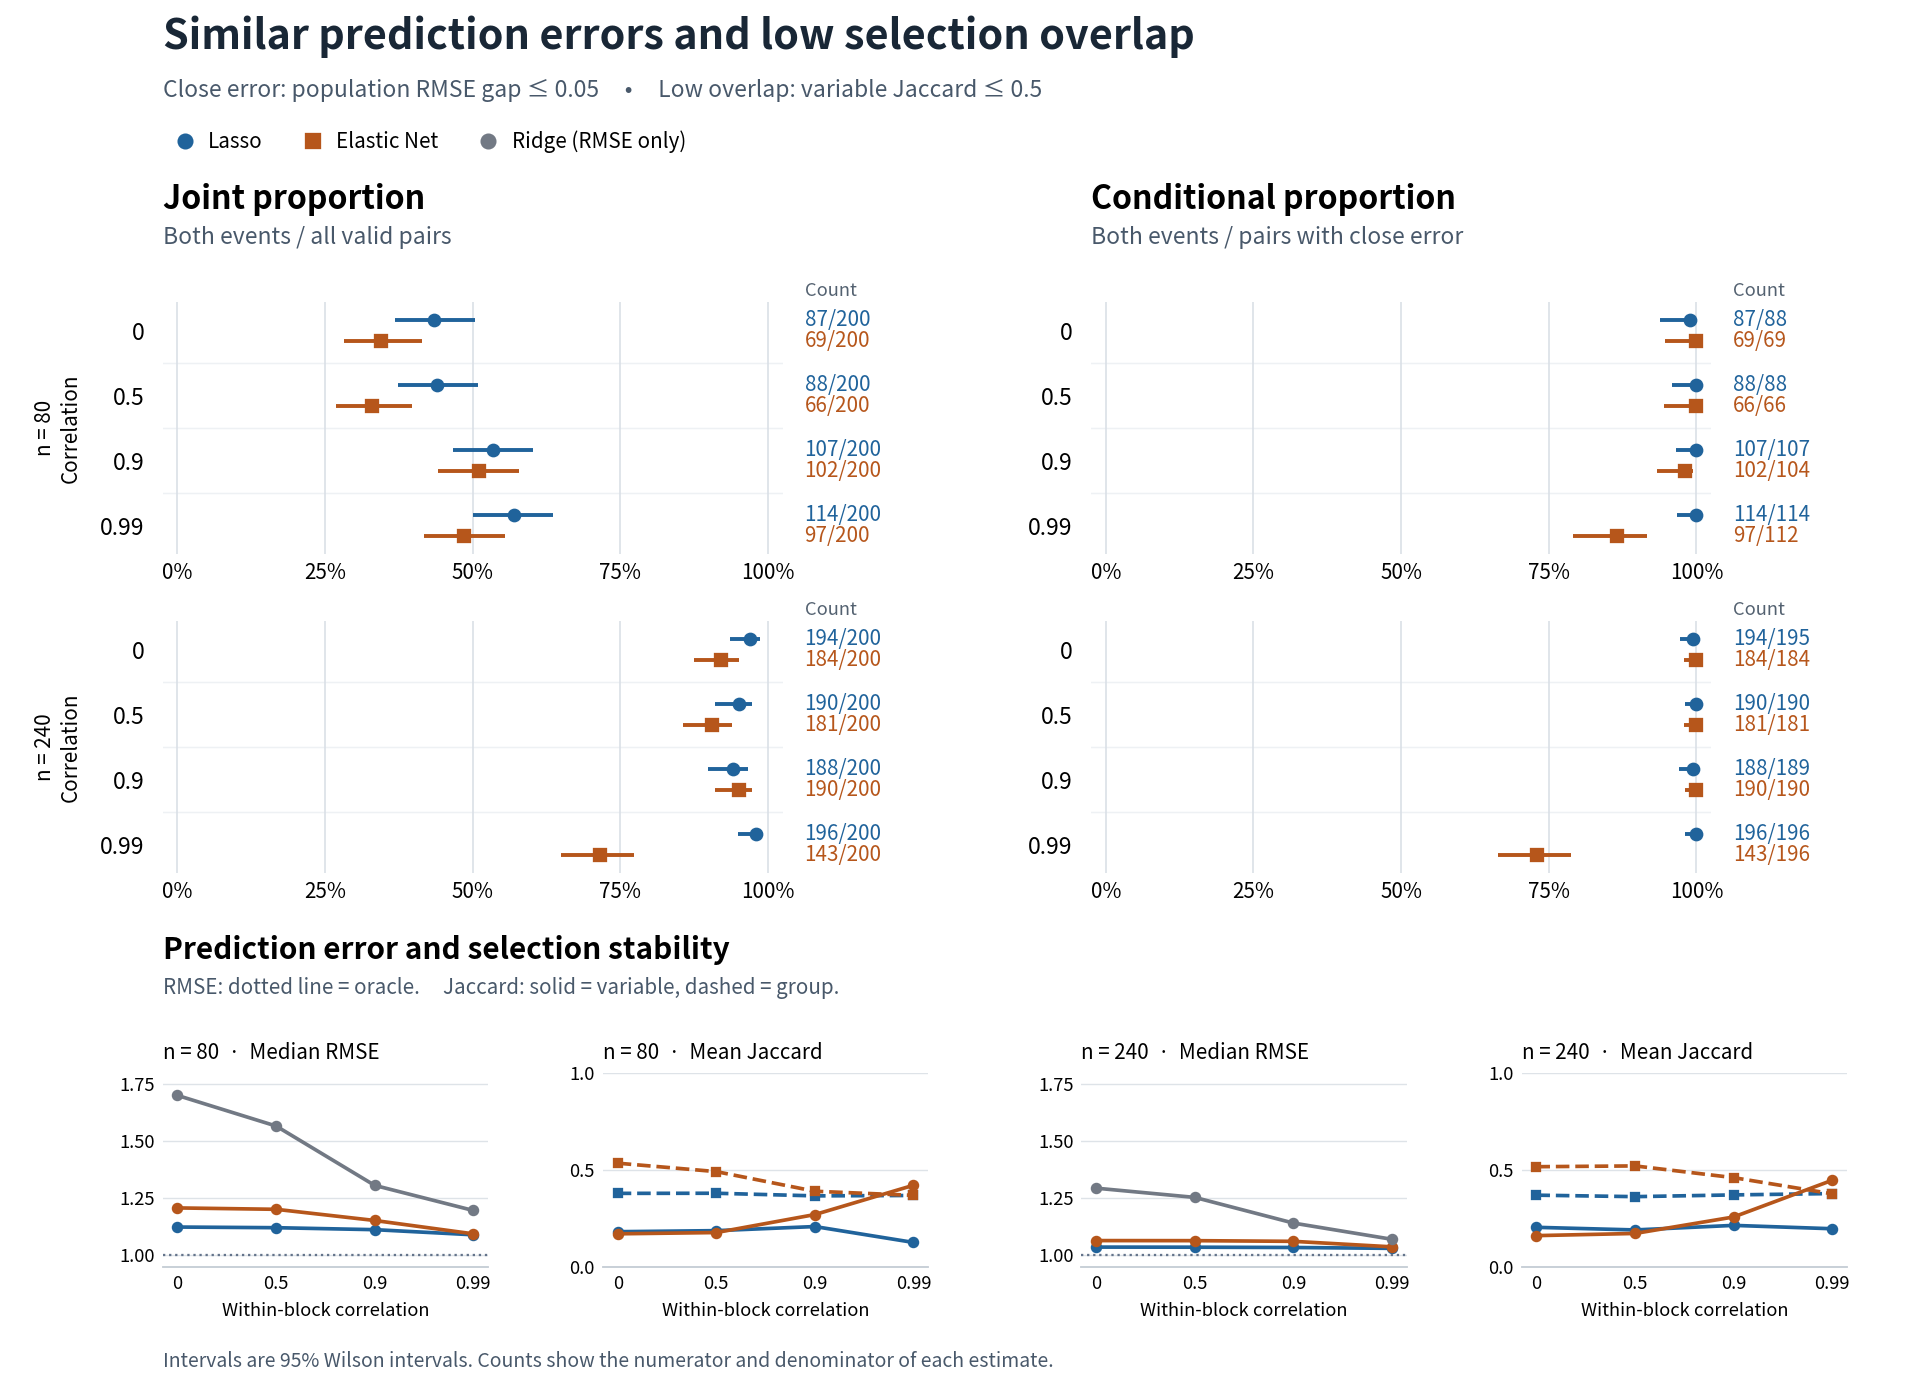 Similar prediction errors and low selection overlap
Close error: population RMSE gap ≤ 0.05 • Low overlap: variable Jaccard ≤ 0.5
Lasso Elastic Net Ridge (RMSE only)
Joint proportion
Both events / all valid pairs
Count
n = 80
Correlation
0
87/200
69/200
0.5
88/200
66/200
0.9
107/200
102/200
0.99
114/200
97/200
0% 25% 50% 75% 100%
Count
n = 240
Correlation
0
194/200
184/200
0.5
190/200
181/200
0.9
188/200
190/200
0.99
196/200
143/200
0% 25% 50% 75% 100%
Conditional proportion
Both events / pairs with close error
Count
0
87/88
69/69
0.5
88/88
66/66
0.9
107/107
102/104
0.99
114/114
97/112
0% 25% 50% 75% 100%
Count
0
194/195
184/184
0.5
190/190
181/181
0.9
188/189
190/190
0.99
196/196
143/196
0% 25% 50% 75% 100%
Prediction error and selection stability
RMSE: dotted line = oracle. Jaccard: solid = variable, dashed = group.
n = 80 · Median RMSE
1.75
1.50
1.25
1.00
0 0.5 0.9 0.99
Within-block correlation
n = 80 · Mean Jaccard
1.0
0.5
0.0
0 0.5 0.9 0.99
Within-block correlation
n = 240 · Median RMSE
1.75
1.50
1.25
1.00
0 0.5 0.9 0.99
Within-block correlation
n = 240 · Mean Jaccard
1.0
0.5
0.0
0 0.5 0.9 0.99
Within-block correlation
Intervals are 95% Wilson intervals. Counts show the numerator and denominator of each estimate.